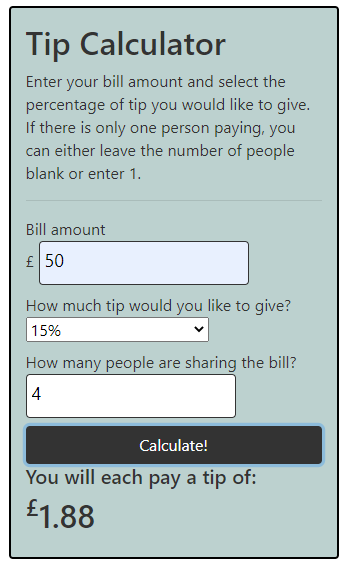 Tip Calculator
Enter your bill amount and select the
percentage of tip you would like to give.
If there is only one person paying, you
can either leave the number of people
blank or enter 1.
Bill amount
£ 50
How much tip would you like to give?
15%
How many people are sharing the bill?
4
Calculate!
You will each pay a tip of:
£1.88